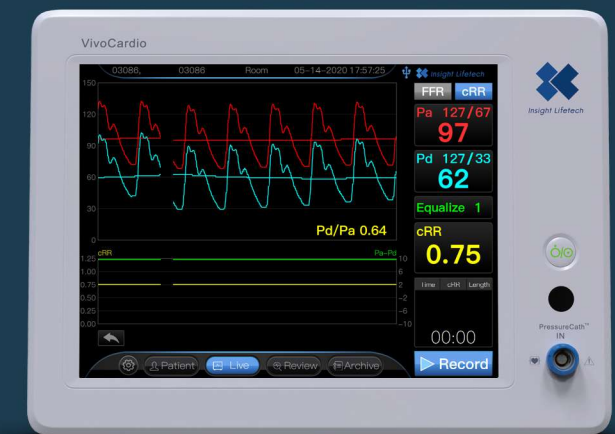 VivoCardio
03086, 03086 Room 05-14-2020 17:57:25 Insight Lifetech
FFR cRR
Insight Lifetech
150
120
90
60
30
0
Pa 127/67
97
Pd 127/33
62
Equalize 1
Pd/Pa 0.64
cRR
0.75
cRR Pa-Pd
1.25 10
1.00 6
0.75 2
0.50 -2
0.25 -6
0.00 -10
Time cRR Length
00:00
PressureCath™
IN
Patient Live Review Archive
Record